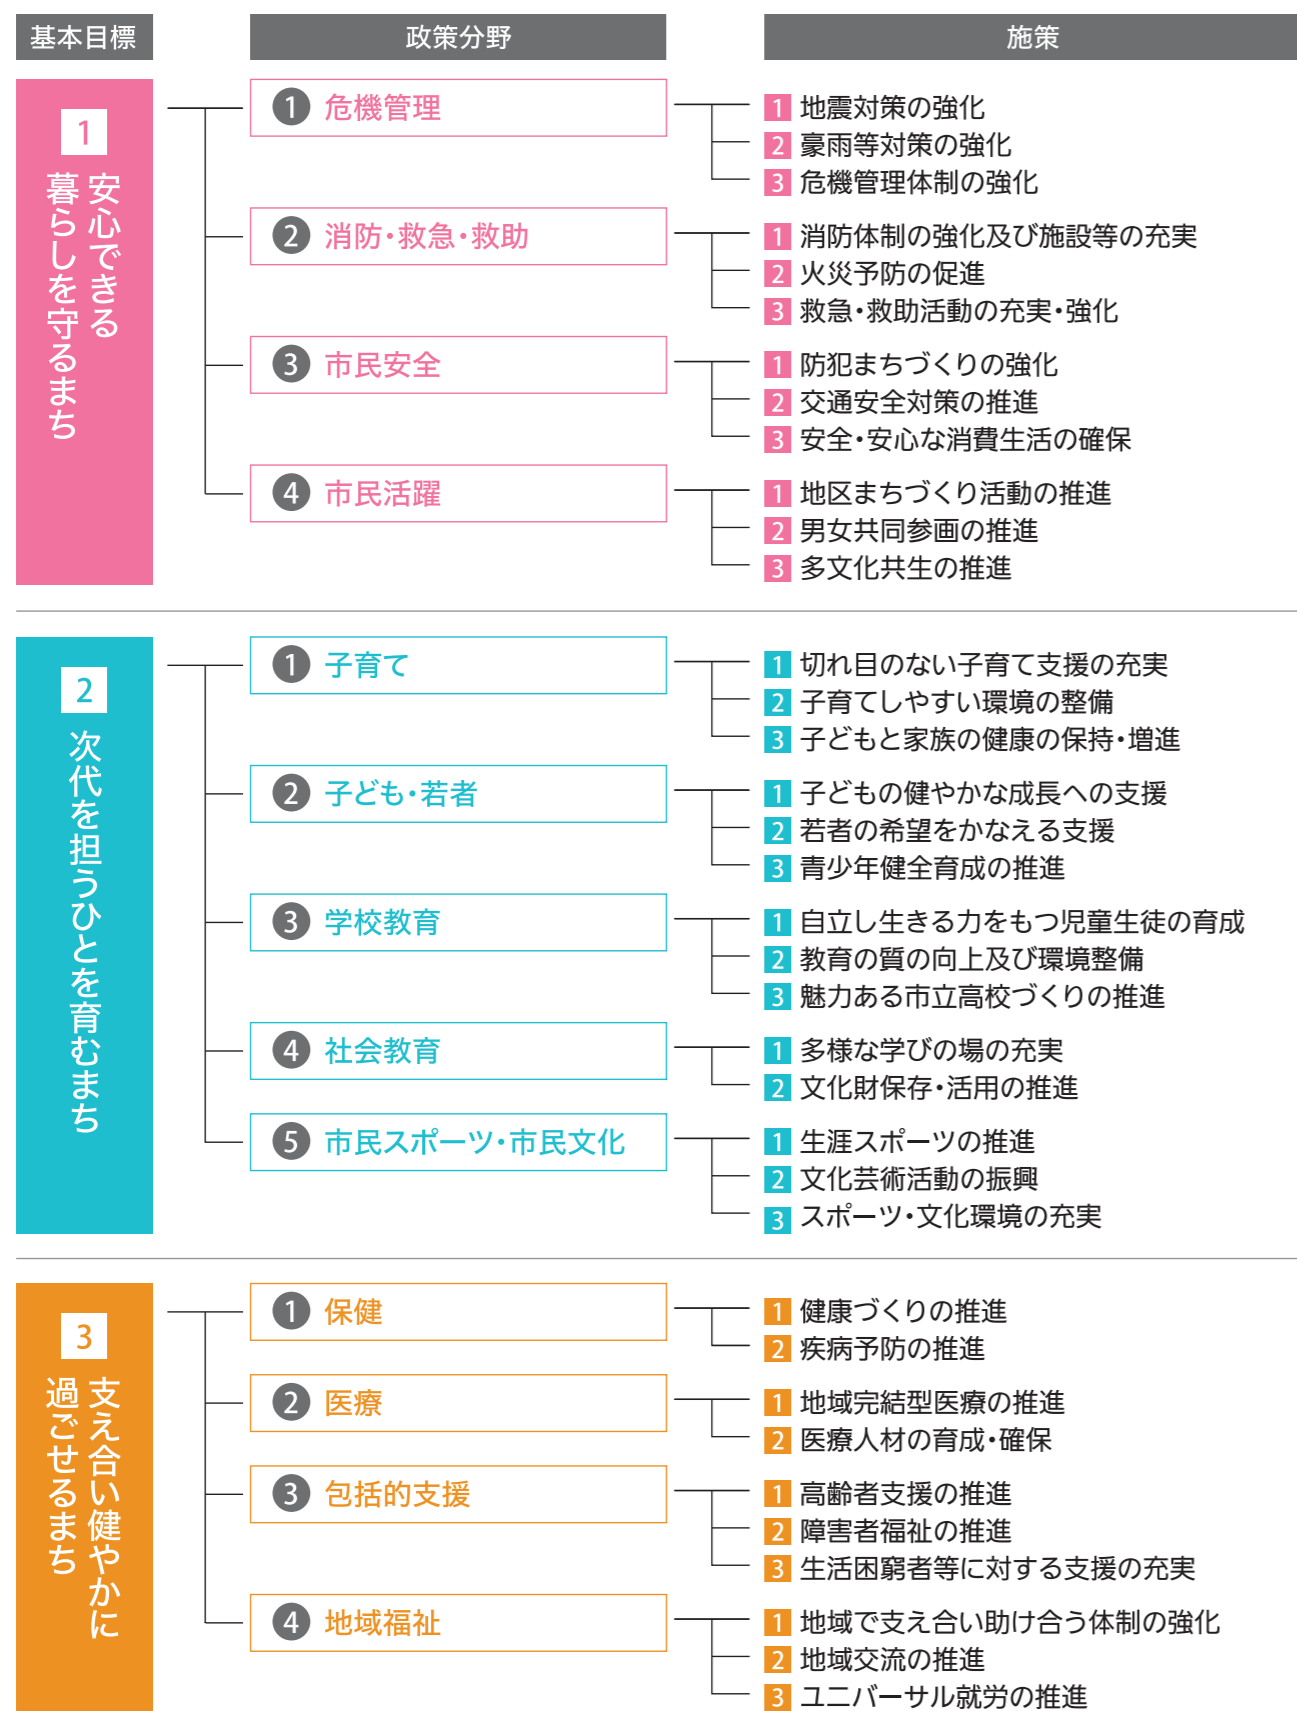 基本目標
政策分野
施策
1
安心できる
暮らしを守るまち
1 危機管理
1 地震対策の強化
2 豪雨等対策の強化
3 危機管理体制の強化
2 消防・救急・救助
1 消防体制の強化及び施設等の充実
2 火災予防の促進
3 救急・救助活動の充実・強化
3 市民安全
1 防犯まちづくりの強化
2 交通安全対策の推進
3 安全・安心な消費生活の確保
4 市民活躍
1 地区まちづくり活動の推進
2 男女共同参画の推進
3 多文化共生の推進
2
次代を担うひとを育むまち
1 子育て
1 切れ目のない子育て支援の充実
2 子育てしやすい環境の整備
3 子どもと家族の健康の保持・増進
2 子ども・若者
1 子どもの健やかな成長への支援
2 若者の希望をかなえる支援
3 青少年健全育成の推進
3 学校教育
1 自立し生きる力をもつ児童生徒の育成
2 教育の質の向上及び環境整備
3 魅力ある市立高校づくりの推進
4 社会教育
1 多様な学びの場の充実
2 文化財保存・活用の推進
5 市民スポーツ・市民文化
1 生涯スポーツの推進
2 文化芸術活動の振興
3 スポーツ・文化環境の充実
3
支え合い健やかに
過ごせるまち
1 保健
1 健康づくりの推進
2 疾病予防の推進
2 医療
1 地域完結型医療の推進
2 医療人材の育成・確保
3 包括的支援
1 高齢者支援の推進
2 障害者福祉の推進
3 生活困窮者等に対する支援の充実
4 地域福祉
1 地域で支え合い助け合う体制の強化
2 地域交流の推進
3 ユニバーサル就労の推進